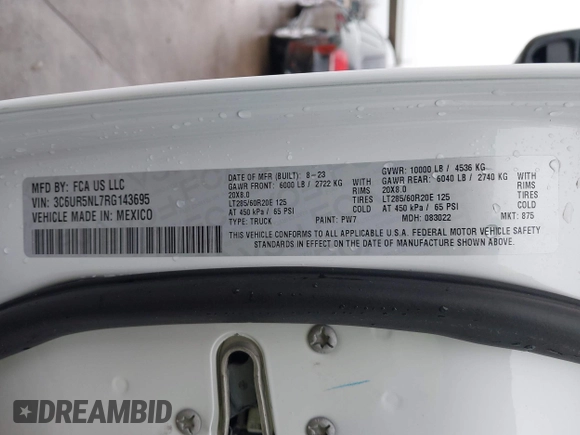 MFD BY: FCA US LLC
VIN: 3C6UR5NL7RG143695
VEHICLE MADE IN: MEXICO
DATE OF MFR (BUILT): 8-23
GAWR FRONT: 6000 LB / 2722 KG
20X8.0
LT285/60R20E 125 TIRES
AT 450 kPa / 65 PSI COLD
TYPE: TRUCK PAINT: PW7
GVWR: 10000 LB / 4536 KG
GAWR REAR: 6040 LB / 2740 KG
20X8.0
LT285/60R20E 125 TIRES
AT 450 kPa / 65 PSI COLD
MDH: 083022 MKT: 875
THIS VEHICLE CONFORMS TO ALL APPLICABLE U.S.A. FEDERAL MOTOR VEHICLE SAFETY
STANDARDS IN EFFECT ON THE DATE OF MANUFACTURE SHOWN ABOVE.
DREAMBID